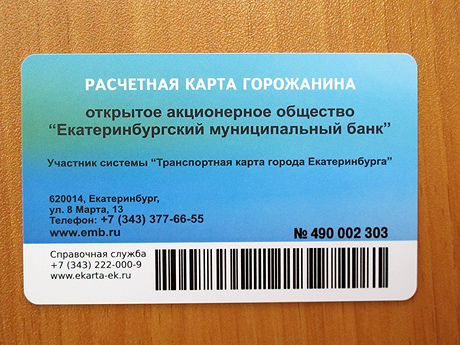 РАСЧЕТНАЯ КАРТА ГОРОЖАНИНА
открытое акционерное общество
“Екатеринбургский муниципальный банк”
Участник системы “Транспортная карта города Екатеринбурга”
620014, Екатеринбург,
ул. 8 Марта, 13
Телефон: +7 (343) 377-66-55
www.emb.ru
№ 490 002 303
Справочная служба
+7 (343) 222-000-9
www.ekarta-ek.ru